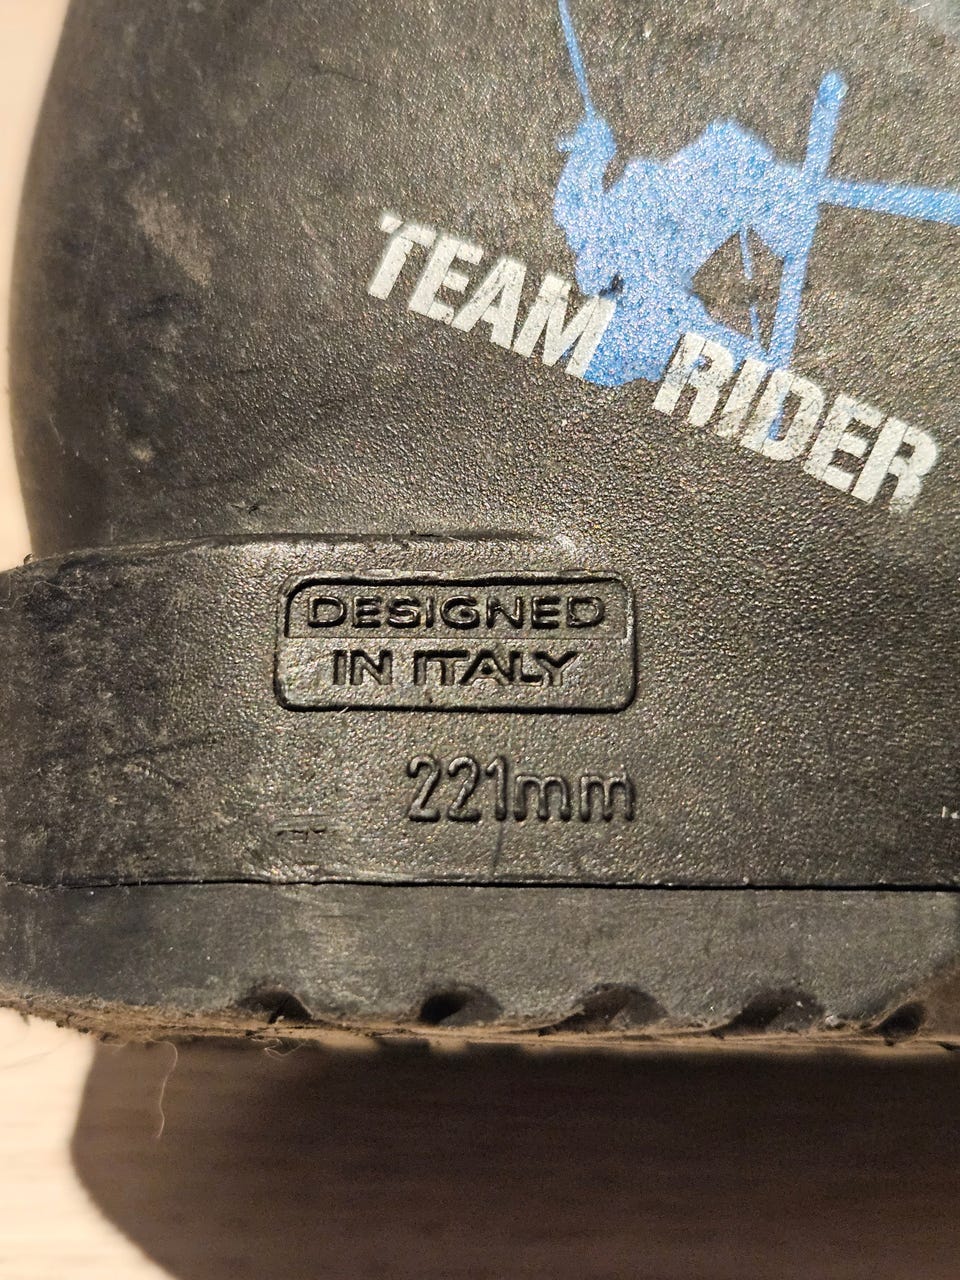 TEAM RIDER
DESIGNED
IN ITALY
221mm